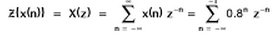 Z{x(n)} = X(z) = ∑_{n = -∞}^{∞} x(n) z^{-n} = ∑_{n = -∞}^{-1} 0.8^{n} z^{-n}